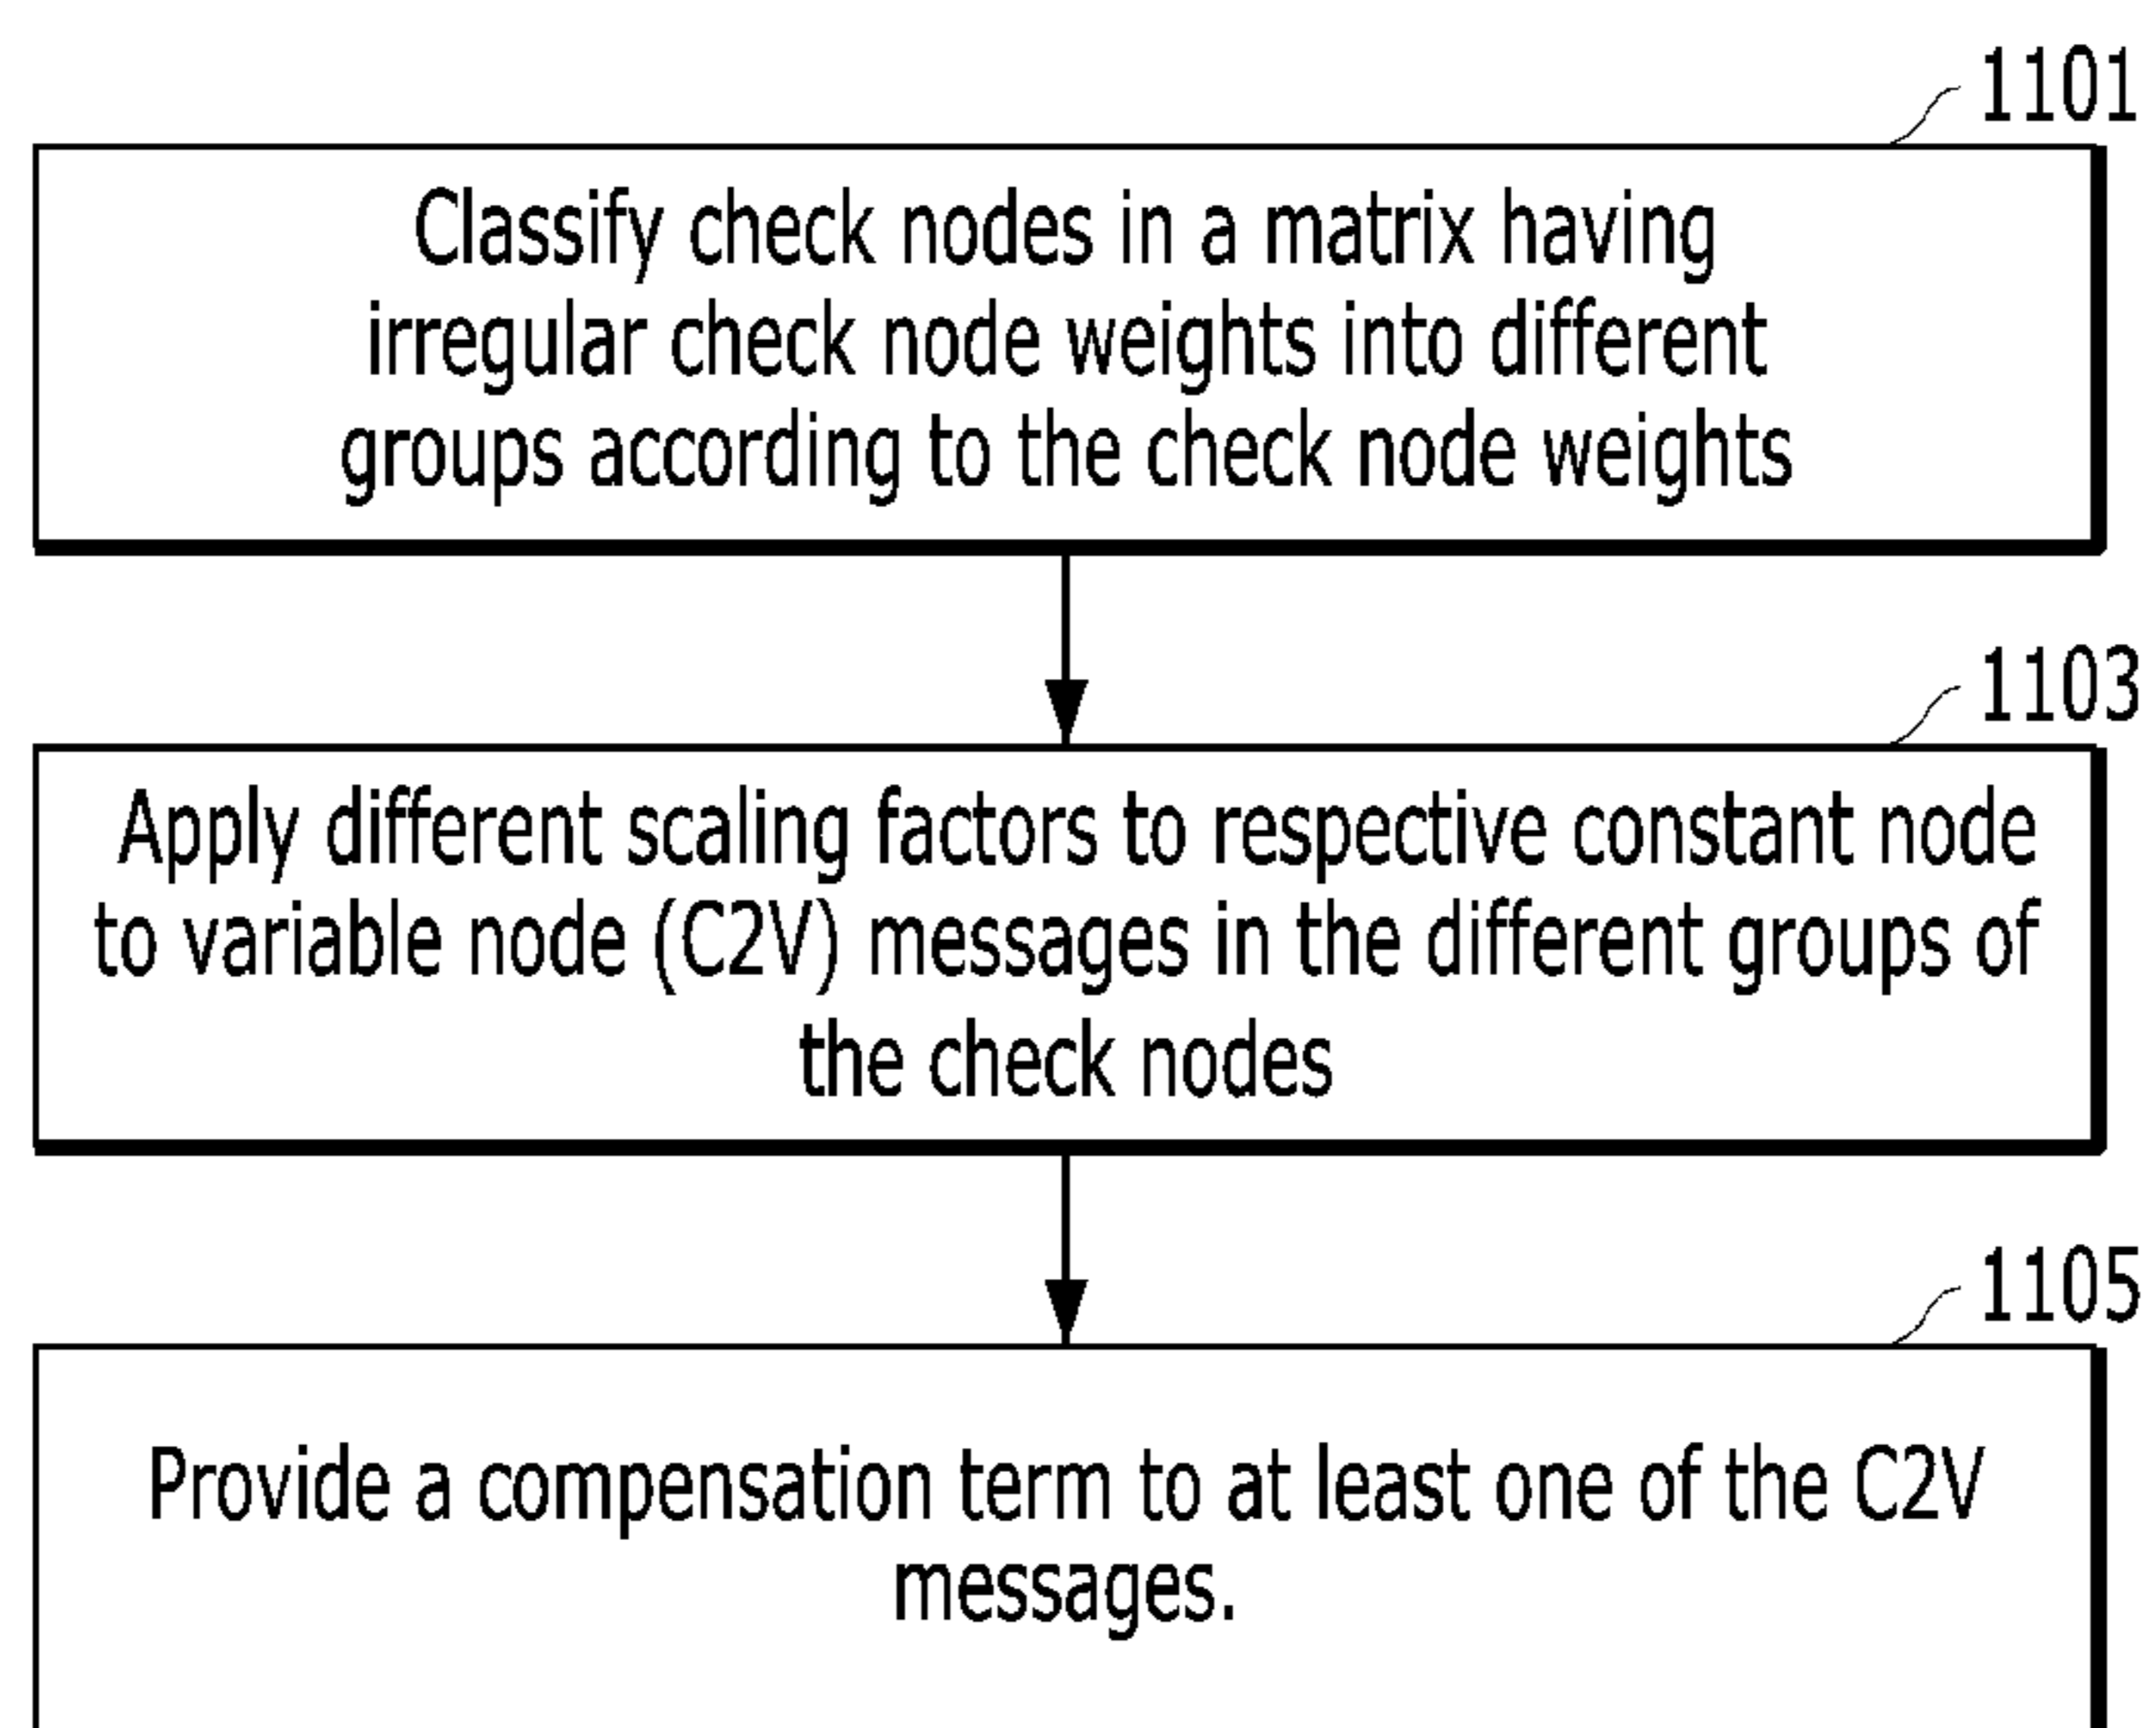 1101
Classify check nodes in a matrix having
irregular check node weights into different
groups according to the check node weights
1103
Apply different scaling factors to respective constant node
to variable node (C2V) messages in the different groups of
the check nodes
1105
Provide a compensation term to at least one of the C2V
messages.